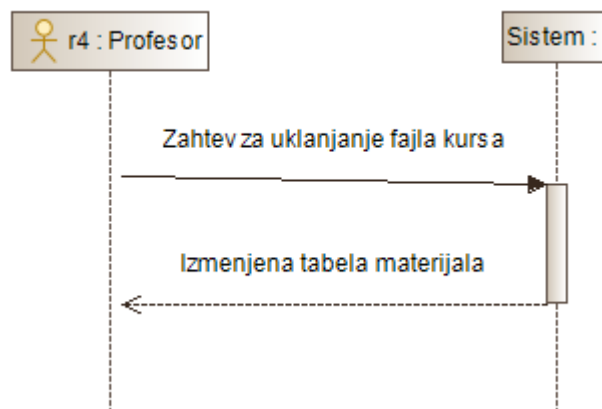 r4 : Profesor
Sistem :
Zahtev za uklanjanje fajla kursa
Izmenjena tabela materijala